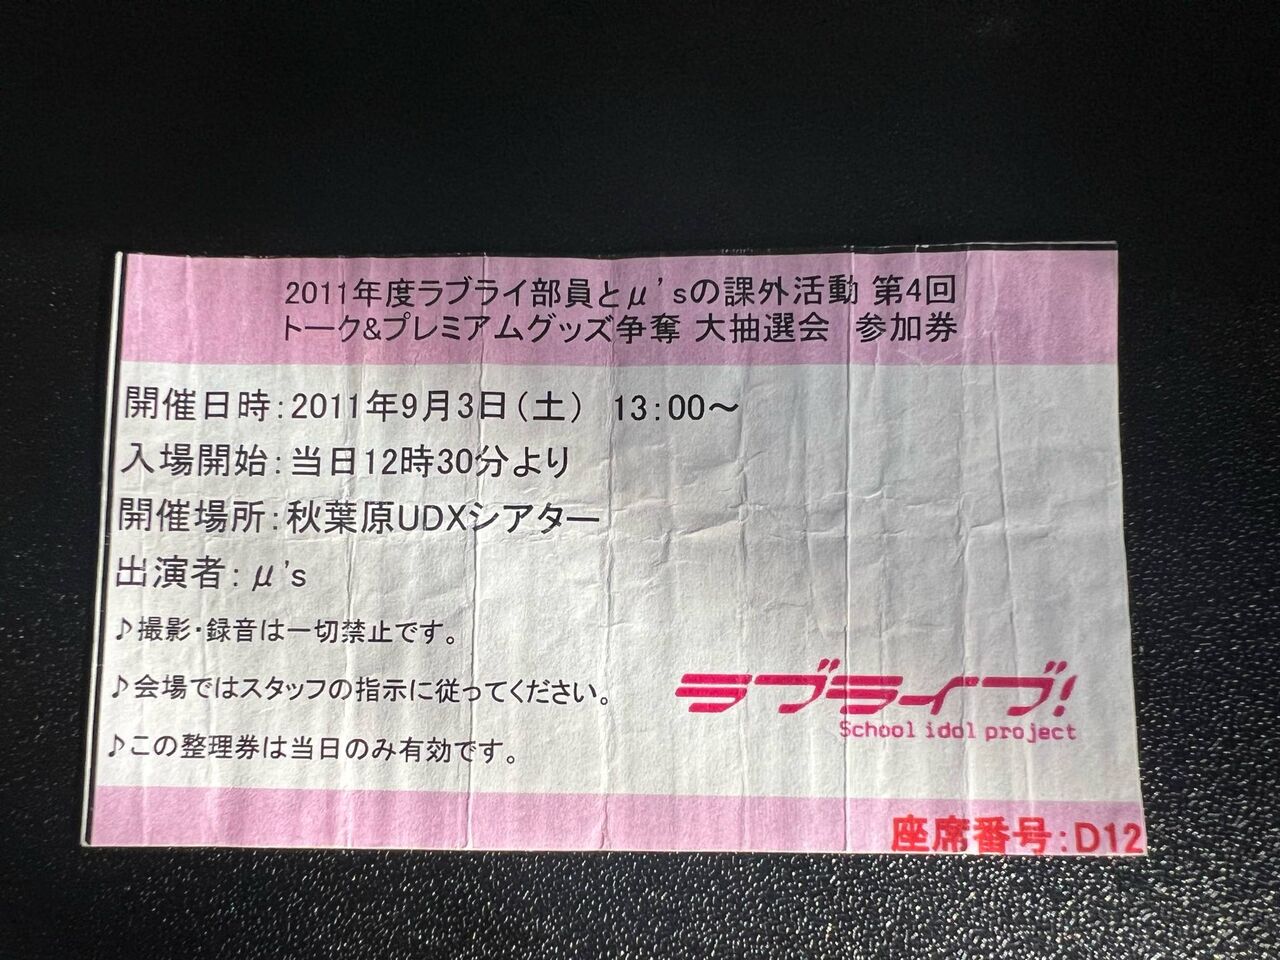 2011年度ラブライ部員とμ'sの課外活動 第4回
トーク&プレミアムグッズ争奪 大抽選会 参加券
開催日時:2011年9月3日(土) 13:00～
入場開始:当日12時30分より
開催場所:秋葉原UDXシアター
出演者:μ's
♪撮影・録音は一切禁止です。
♪会場ではスタッフの指示に従ってください。
♪この整理券は当日のみ有効です。
ラブライブ!
School idol project
座席番号:D12